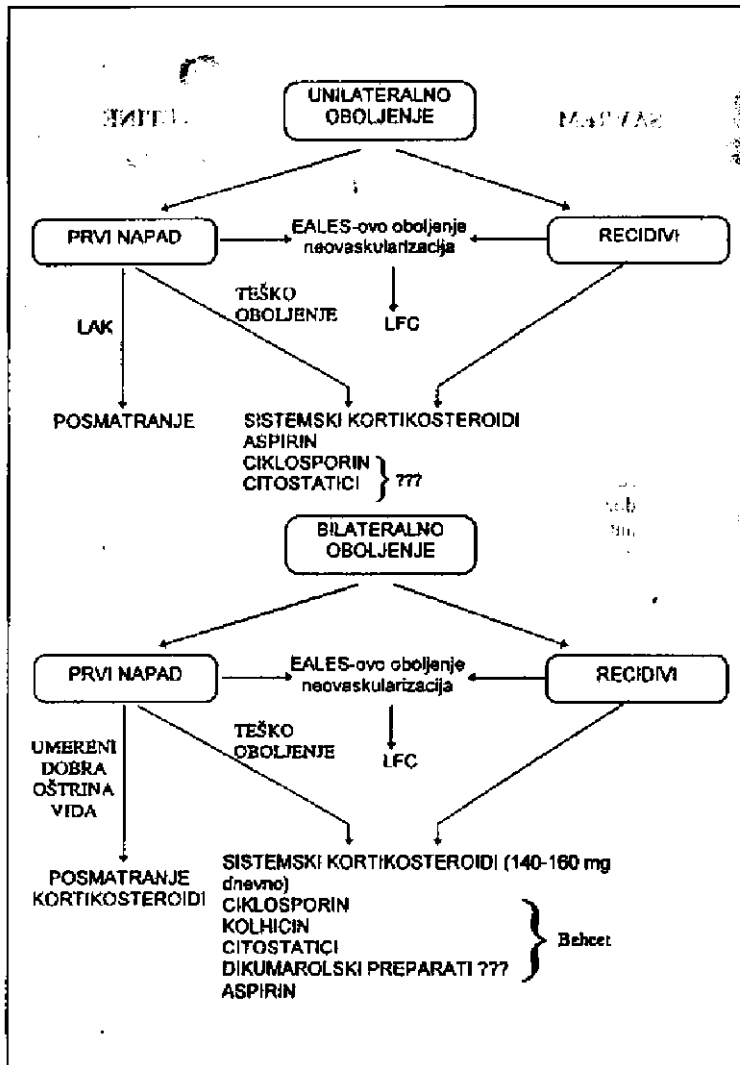 UNILATERALNO
OBOLJENJE
PRVI NAPAD
EALES-ovo oboljenje
neovaskularizacija
RECIDIVI
LAK
TEŠKO
OBOLJENJE
LFC
POSMATRANJE
SISTEMSKI KORTIKOSTEROIDI
ASPIRIN
CIKLOSPORIN
CITOSTATICI
???
BILATERALNO
OBOLJENJE
PRVI NAPAD
EALES-ovo oboljenje
neovaskularizacija
RECIDIVI
UMERENI
DOBRA
OŠTRINA
VIDA
TEŠKO
OBOLJENJE
LFC
POSMATRANJE
KORTIKOSTEROIDI
SISTEMSKI KORTIKOSTEROIDI (140-160 mg
dnevno)
CIKLOSPORIN
KOLHICIN
CITOSTATICI
DIKUMAROLSKI PREPARATI ???
ASPIRIN
Behcet